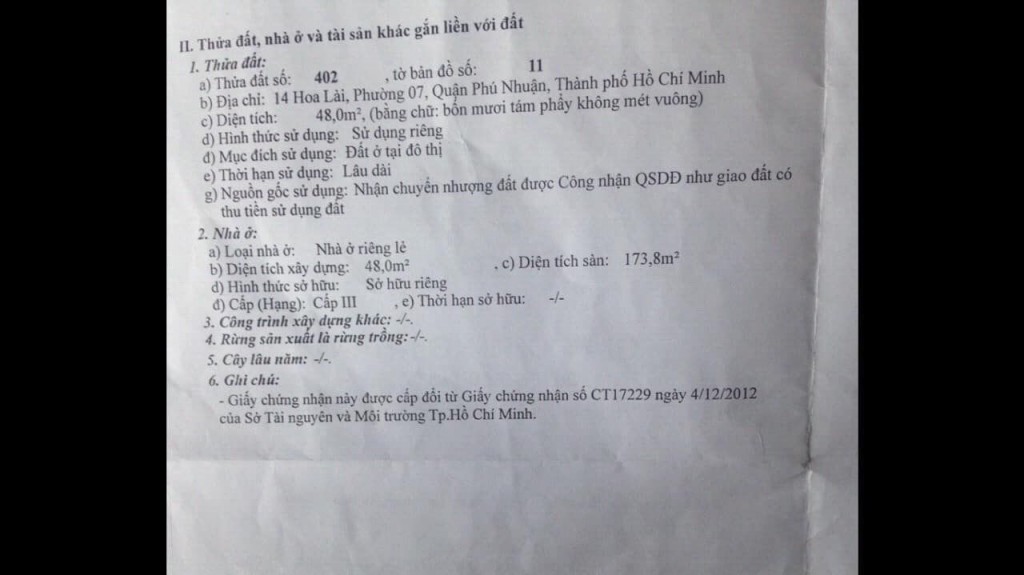 II. Thửa đất, nhà ở và tài sản khác gắn liền với đất
1. Thửa đất:
a) Thửa đất số: 402 , tờ bản đồ số: 11
b) Địa chỉ: 14 Hoa Lài, Phường 07, Quận Phú Nhuận, Thành phố Hồ Chí Minh
c) Diện tích: 48,0m², (bằng chữ: bốn mươi tám phẩy không mét vuông)
d) Hình thức sử dụng: Sử dụng riêng
đ) Mục đích sử dụng: Đất ở tại đô thị
e) Thời hạn sử dụng: Lâu dài
g) Nguồn gốc sử dụng: Nhận chuyển nhượng đất được Công nhận QSDĐ như giao đất có
thu tiền sử dụng đất
2. Nhà ở:
a) Loại nhà ở: Nhà ở riêng lẻ
b) Diện tích xây dựng: 48,0m² , c) Diện tích sàn: 173,8m²
d) Hình thức sở hữu: Sở hữu riêng
đ) Cấp (Hạng): Cấp III , e) Thời hạn sở hữu: -/-
3. Công trình xây dựng khác: -/-.
4. Rừng sản xuất là rừng trồng: -/-.
5. Cây lâu năm: -/-.
6. Ghi chú:
- Giấy chứng nhận này được cấp đổi từ Giấy chứng nhận số CT17229 ngày 4/12/2012
của Sở Tài nguyên và Môi trường Tp.Hồ Chí Minh.